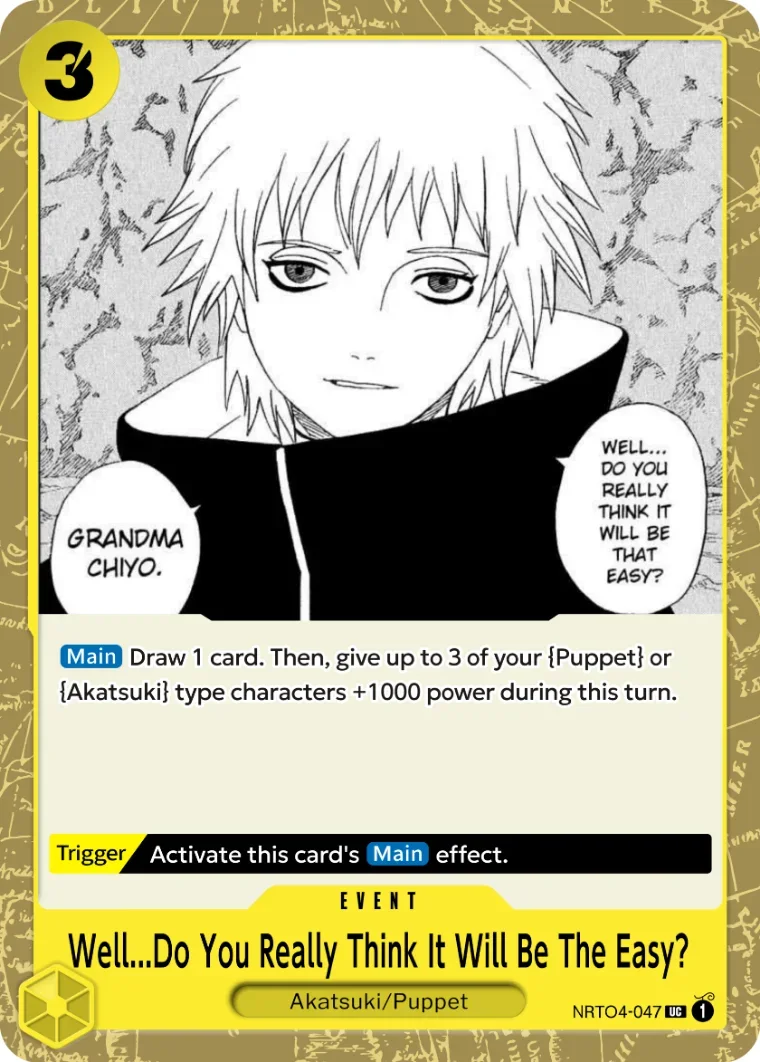 3
GRANDMA
CHIYO.
WELL...
DO YOU
REALLY
THINK IT
WILL BE
THAT
EASY?
Main Draw 1 card. Then, give up to 3 of your {Puppet} or
{Akatsuki} type characters +1000 power during this turn.
Trigger Activate this card's Main effect.
EVENT
Well...Do You Really Think It Will Be The Easy?
Akatsuki/Puppet
NRTO4-047 UC 1